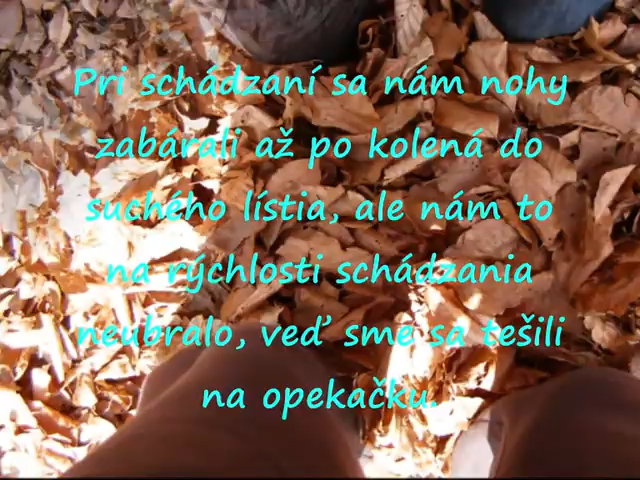 Pri schádzaní sa nám nohy
zabárali až po kolená do
suchého lístia, ale nám to
na rýchlosti schádzania
neubralo, veď sme sa tešili
na opekačku.